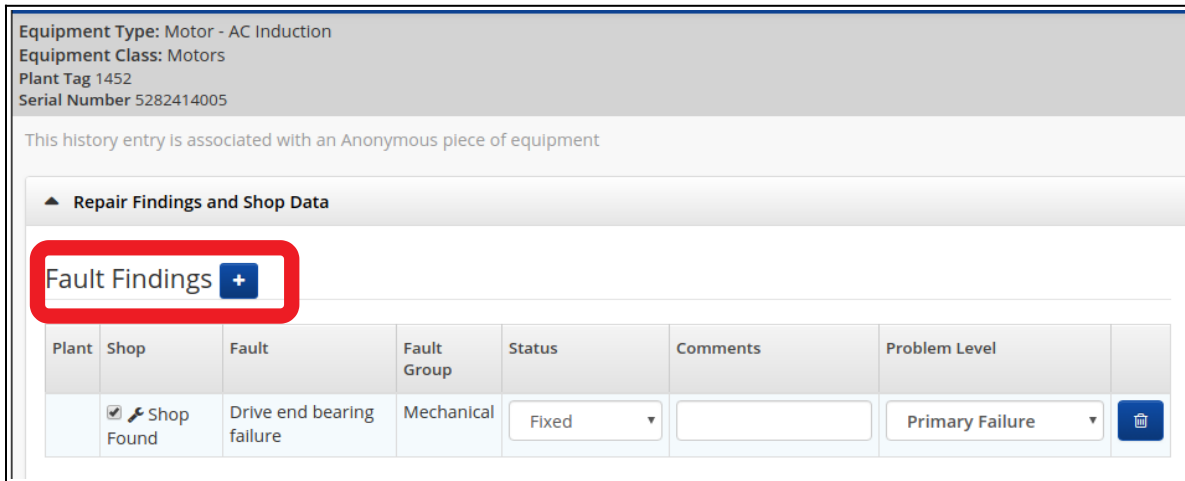 Equipment Type: Motor - AC Induction
Equipment Class: Motors
Plant Tag 1452
Serial Number 5282414005
This history entry is associated with an Anonymous piece of equipment
Repair Findings and Shop Data
Fault Findings +
Plant Shop Fault Fault Group Status Comments Problem Level
Shop Found Drive end bearing failure Mechanical Fixed Primary Failure